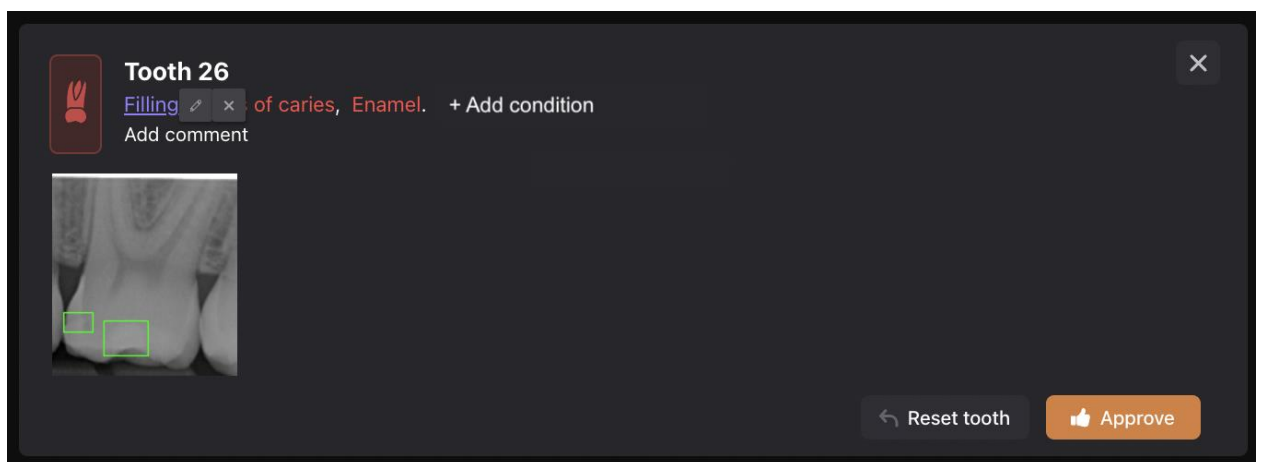 Tooth 26
Filling of caries, Enamel. + Add condition
Add comment
Reset tooth
Approve